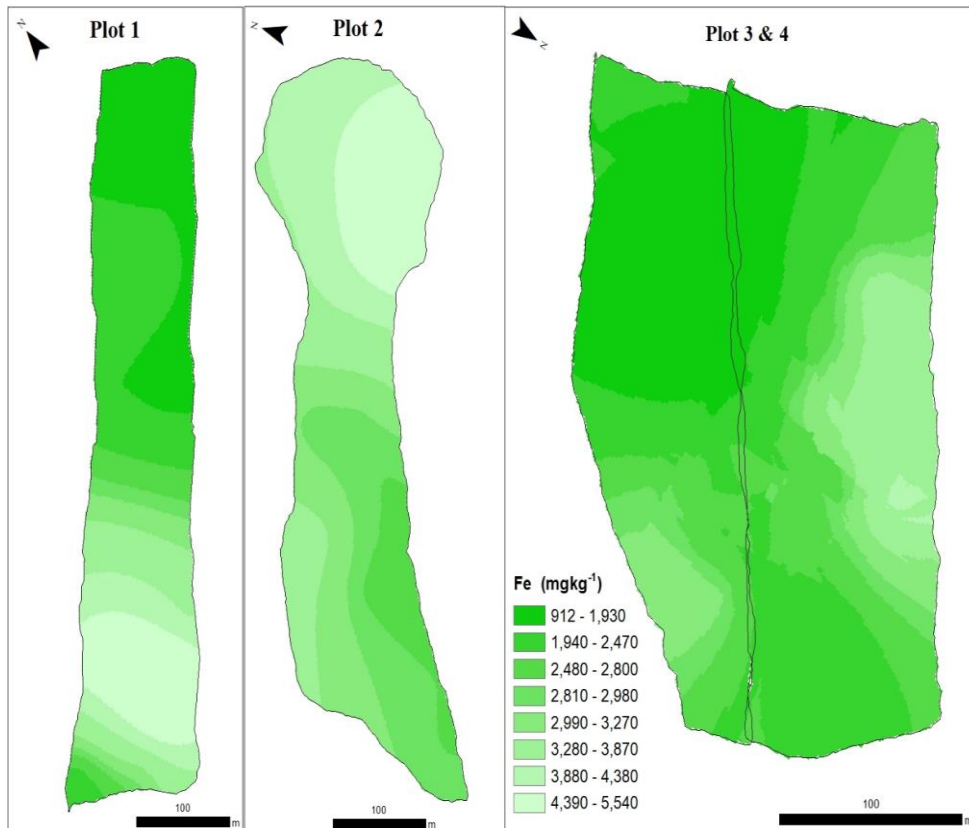 N
Plot 1
100
m
N
Plot 2
100
m
N
Plot 3 & 4
Fe (mgkg⁻¹)
912 - 1,930
1,940 - 2,470
2,480 - 2,800
2,810 - 2,980
2,990 - 3,270
3,280 - 3,870
3,880 - 4,380
4,390 - 5,540
100
m